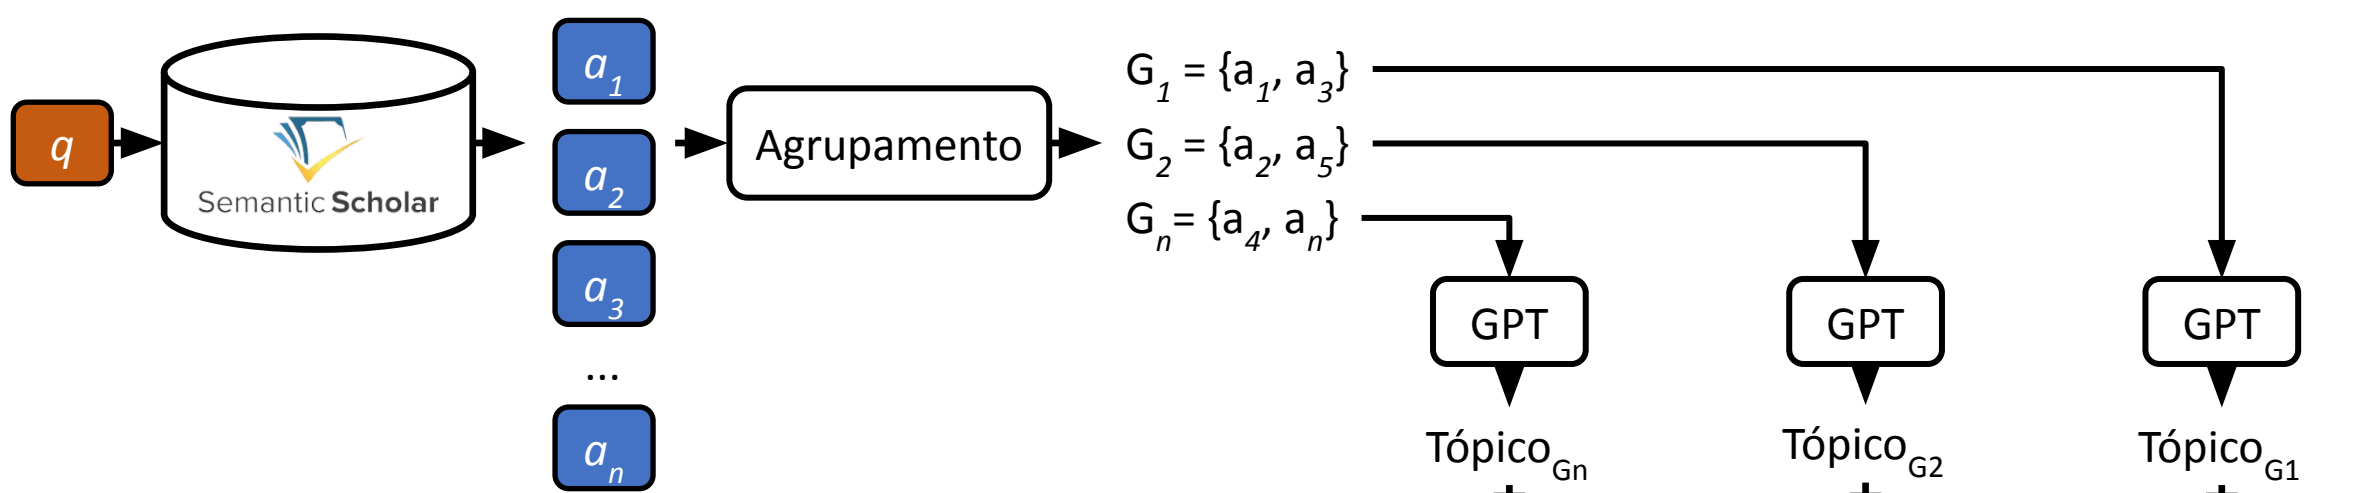 q
Semantic Scholar
a1
a2
a3
...
an
Agrupamento
G1 = {a1, a3}
G2 = {a2, a5}
Gn= {a4, an}
GPT GPT GPT
TópicoGn TópicoG2 TópicoG1